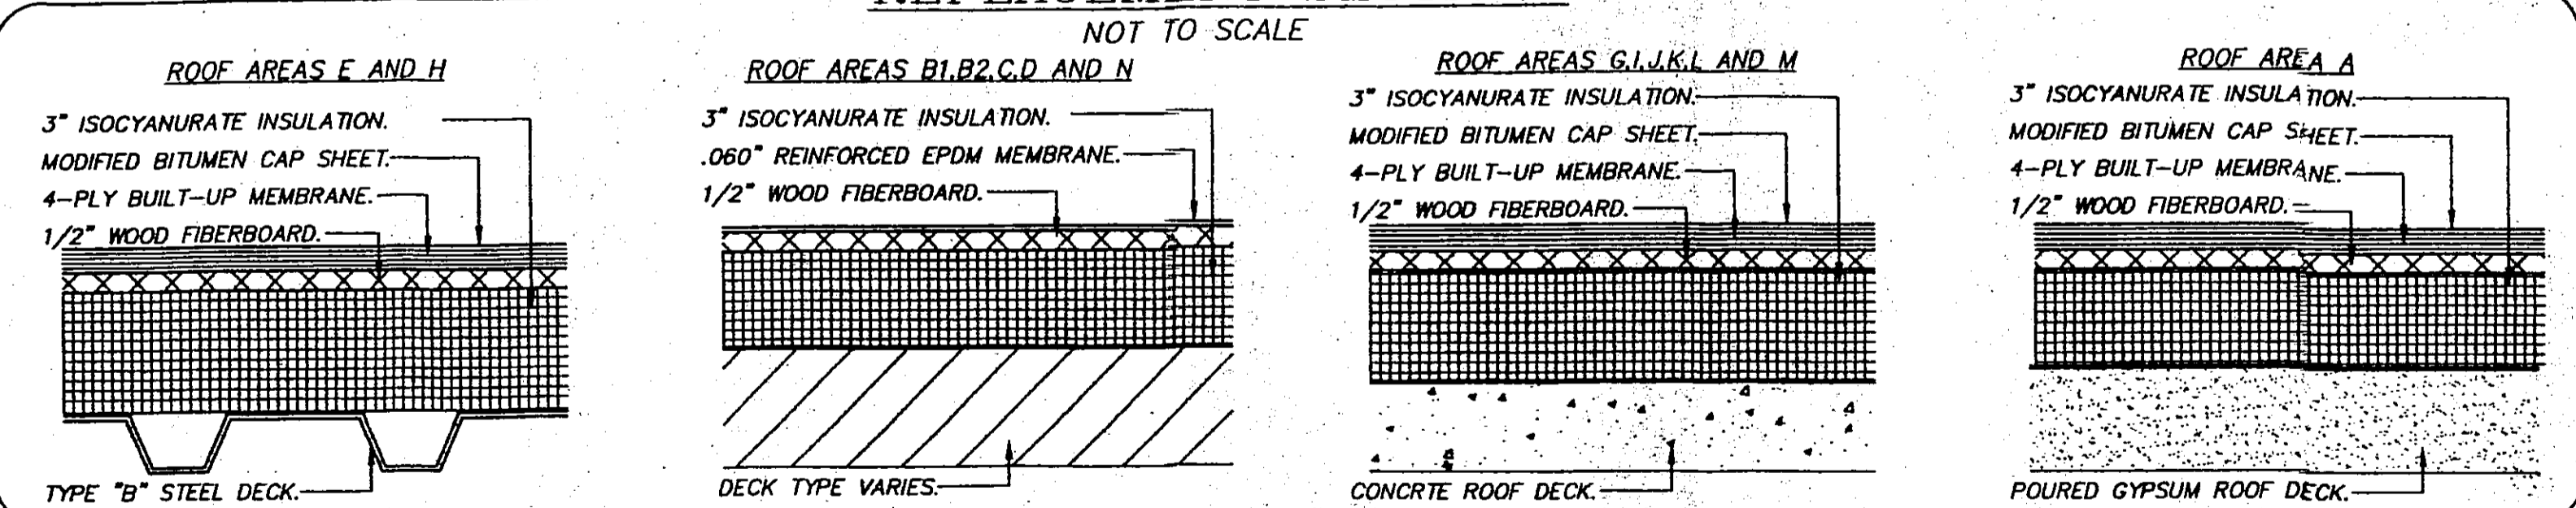 NOT TO SCALE
ROOF AREAS E AND H
3" ISOCYANURATE INSULATION.
MODIFIED BITUMEN CAP SHEET.
4-PLY BUILT-UP MEMBRANE.
1/2" WOOD FIBERBOARD.
TYPE "B" STEEL DECK.
ROOF AREAS B1,B2,C,D AND N
3" ISOCYANURATE INSULATION.
.060" REINFORCED EPDM MEMBRANE.
1/2" WOOD FIBERBOARD.
DECK TYPE VARIES.
ROOF AREAS G,I,J,K,L AND M
3" ISOCYANURATE INSULATION.
MODIFIED BITUMEN CAP SHEET.
4-PLY BUILT-UP MEMBRANE.
1/2" WOOD FIBERBOARD.
CONCRTE ROOF DECK.
ROOF AREA A
3" ISOCYANURATE INSULATION.
MODIFIED BITUMEN CAP SHEET.
4-PLY BUILT-UP MEMBRANE.
1/2" WOOD FIBERBOARD.
POURED GYPSUM ROOF DECK.